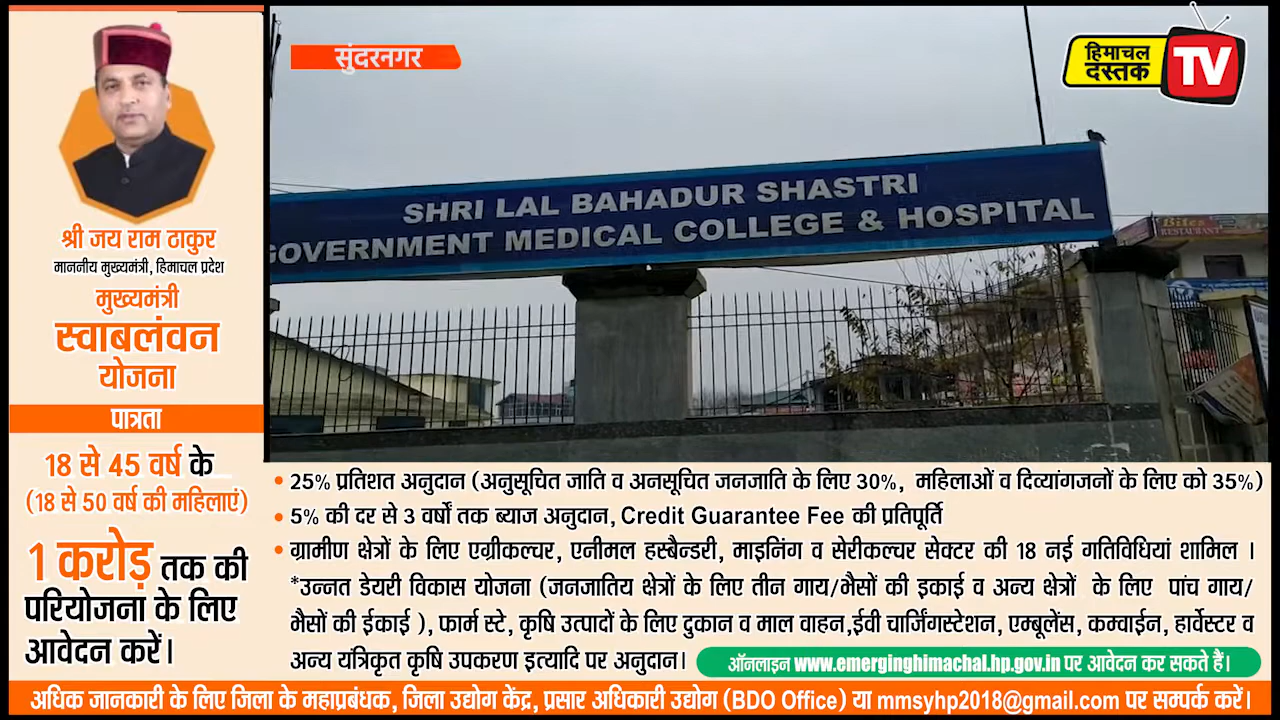 श्री जय राम ठाकुर
माननीय मुख्यमंत्री, हिमाचल प्रदेश
मुख्यमंत्री
स्वाबलंवन
योजना
पात्रता
18 से 45 वर्ष के
(18 से 50 वर्ष की महिलाएं)
1 करोड़ तक की
परियोजना के लिए
आवेदन करें।
सुंदरनगर
हिमाचल
दस्तक
TV
SHRI LAL BAHADUR SHASTRI
GOVERNMENT MEDICAL COLLEGE & HOSPITAL
Bites
RESTAURANT
• 25% प्रतिशत अनुदान (अनुसूचित जाति व अनसूचित जनजाति के लिए 30%, महिलाओं व दिव्यांगजनों के लिए को 35%)
• 5% की दर से 3 वर्षों तक ब्याज अनुदान, Credit Guarantee Fee की प्रतिपूर्ति
• ग्रामीण क्षेत्रों के लिए एग्रीकल्चर, एनीमल हस्बैन्डरी, माइनिंग व सेरीकल्चर सेक्टर की 18 नई गतिविधियां शामिल ।
*उन्नत डेयरी विकास योजना (जनजातिय क्षेत्रों के लिए तीन गाय/भैसों की इकाई व अन्य क्षेत्रों के लिए पांच गाय/
भैसों की ईकाई ), फार्म स्टे, कृषि उत्पादों के लिए दुकान व माल वाहन,ईवी चार्जिंगस्टेशन, एम्बूलेंस, कम्वाईन, हार्वेस्टर व
अन्य यंत्रिकृत कृषि उपकरण इत्यादि पर अनुदान।
ऑनलाइन www.emerginghimachal.hp.gov.in पर आवेदन कर सकते हैं।
अधिक जानकारी के लिए जिला के महाप्रबंधक, जिला उद्योग केंद्र, प्रसार अधिकारी उद्योग (BDO Office) या mmsyhp2018@gmail.com पर सम्पर्क करें।